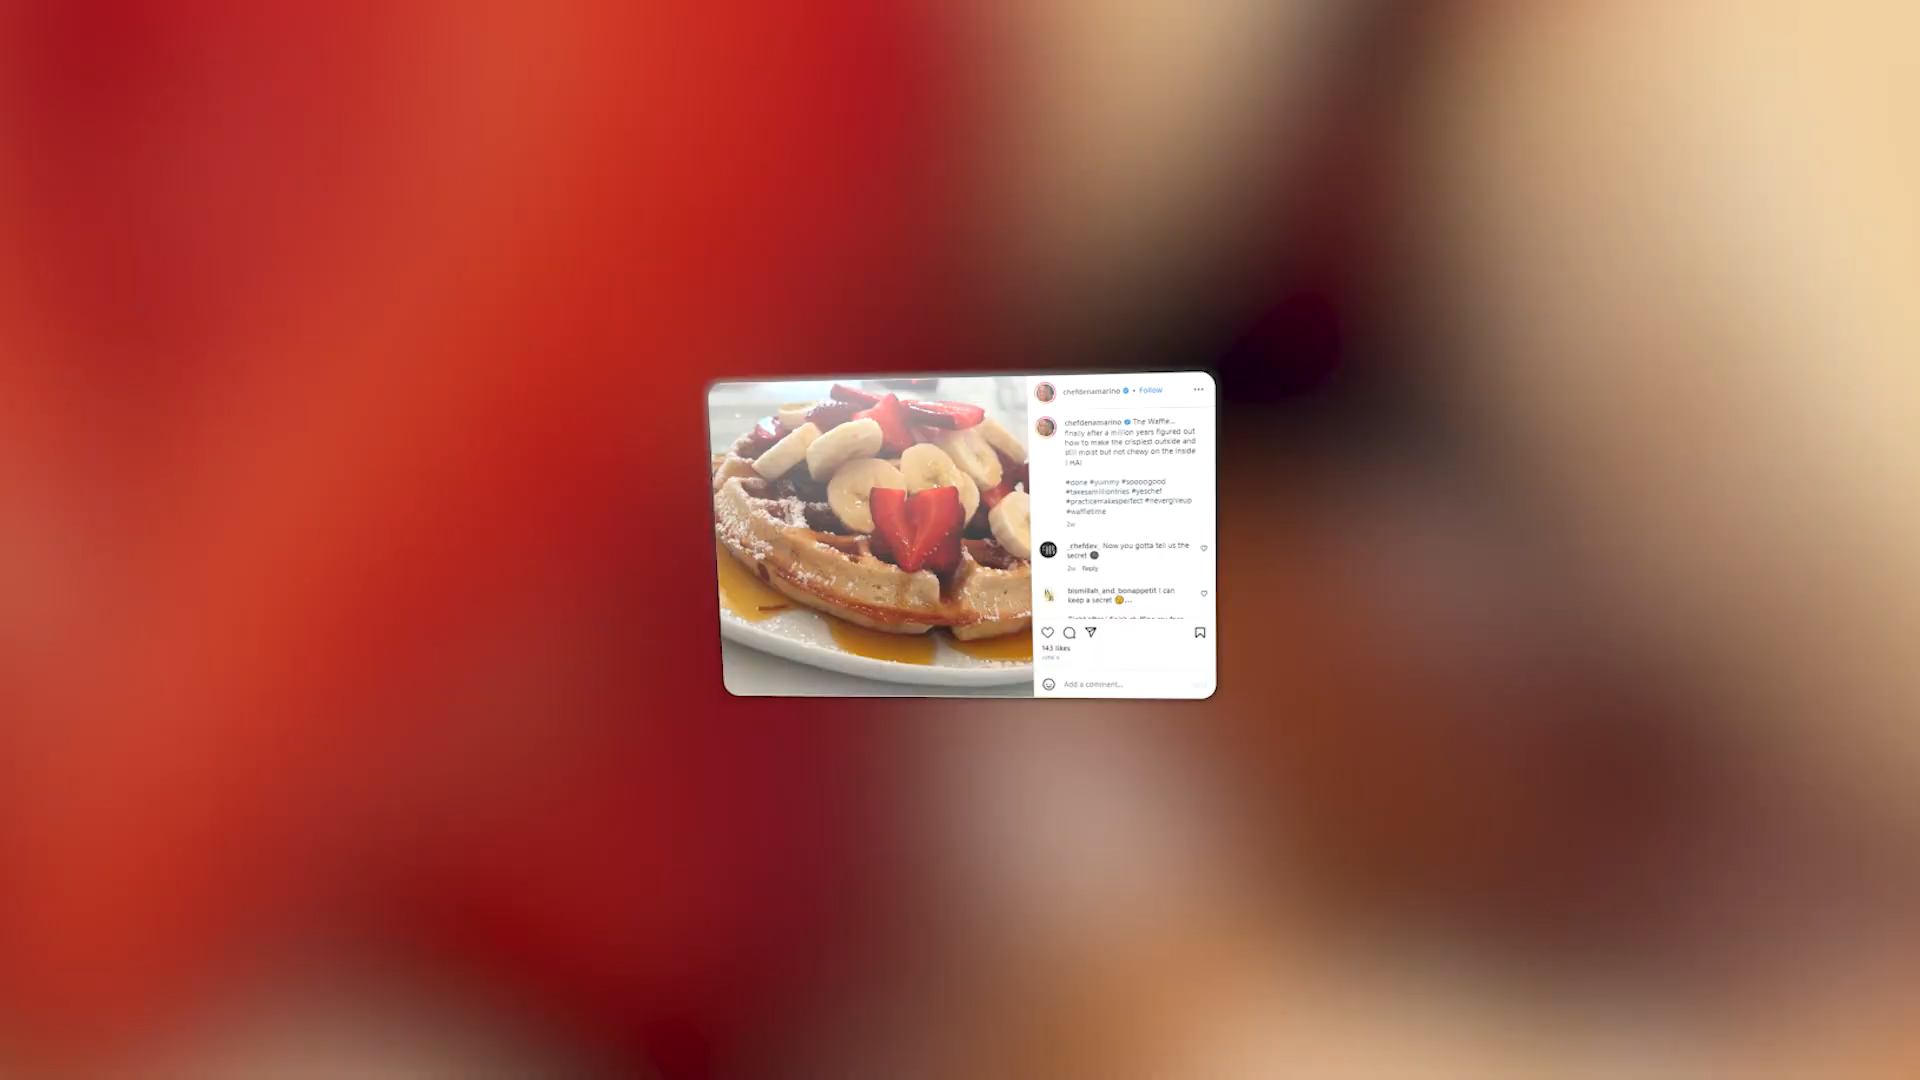 chefdenamarino • Follow
chefdenamarino The Waffle...
finally after a million years figured out
how to make the crispiest outside and
still moist but not chewy on the inside
! HA!
#done #yummy #soooogood
#takesamilliontries #yeschef
#practicemakesperfect #nevergiveup
#waffletime
2w
_chefdev_ Now you gotta tell us the
secret
2w Reply
bismillah_and_bonappetit I can
keep a secret 😉...
143 likes
Add a comment...